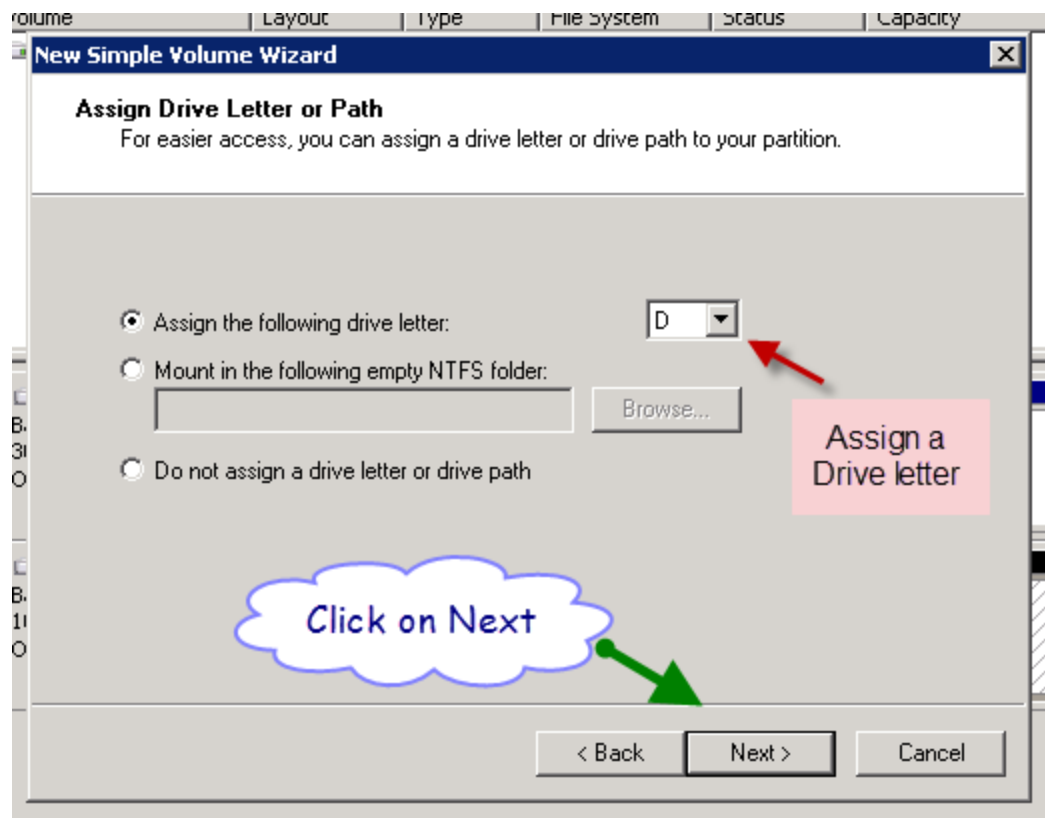 Volume Layout Type File System Status Capacity
New Simple Volume Wizard
Assign Drive Letter or Path
For easier access, you can assign a drive letter or drive path to your partition.
Assign the following drive letter: D
Mount in the following empty NTFS folder:
Browse...
Assign a
Drive letter
Do not assign a drive letter or drive path
Click on Next
< Back Next > Cancel